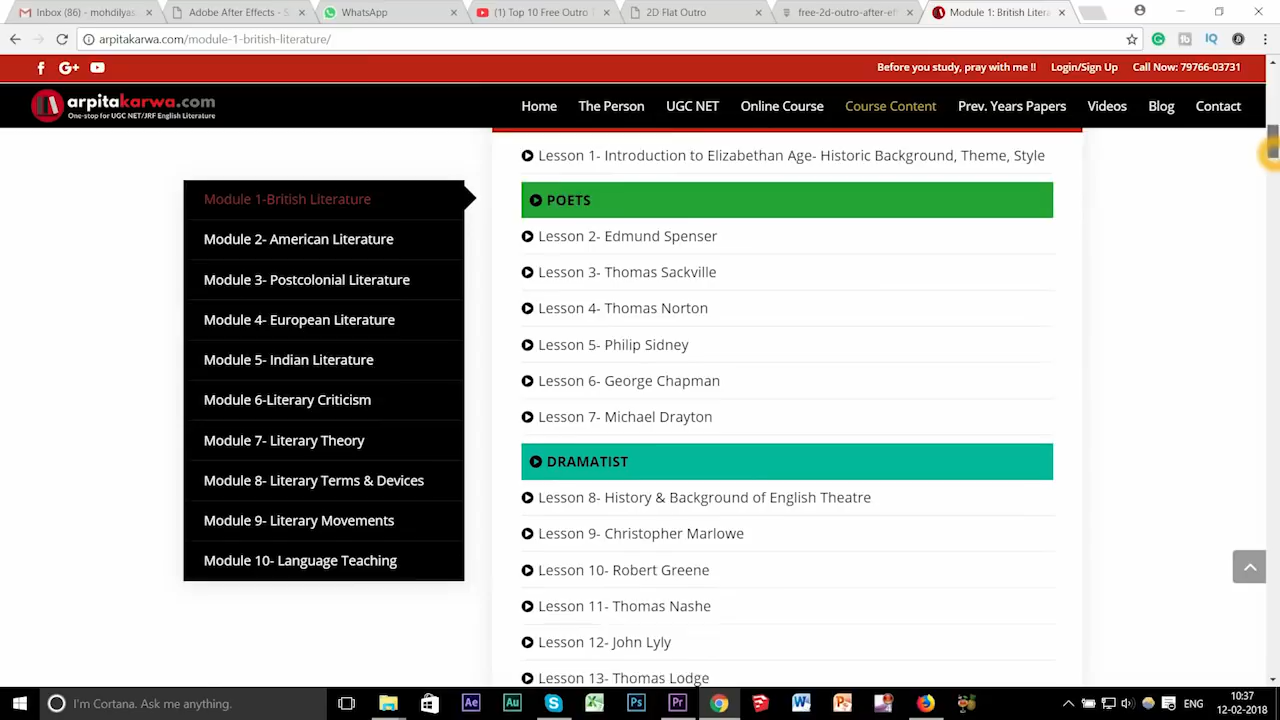 Inbox (86) - mohdilyas
Adobe After Effects - S
WhatsApp
(1) Top 10 Free Outro T
2D Flat Outro
free-2d-outro-after-eff
Module 1: British Litera
arpitakarwa.com/module-1-british-literature/
Before you study, pray with me !! Login/Sign Up Call Now: 79766-03731
arpitakarwa.com
One-stop for UGC NET/JRF English Literature
Home The Person UGC NET Online Course Course Content Prev. Years Papers Videos Blog Contact
Module 1-British Literature
Module 2- American Literature
Module 3- Postcolonial Literature
Module 4- European Literature
Module 5- Indian Literature
Module 6-Literary Criticism
Module 7- Literary Theory
Module 8- Literary Terms & Devices
Module 9- Literary Movements
Module 10- Language Teaching
Lesson 1- Introduction to Elizabethan Age- Historic Background, Theme, Style
POETS
Lesson 2- Edmund Spenser
Lesson 3- Thomas Sackville
Lesson 4- Thomas Norton
Lesson 5- Philip Sidney
Lesson 6- George Chapman
Lesson 7- Michael Drayton
DRAMATIST
Lesson 8- History & Background of English Theatre
Lesson 9- Christopher Marlowe
Lesson 10- Robert Greene
Lesson 11- Thomas Nashe
Lesson 12- John Lyly
Lesson 13- Thomas Lodge
I'm Cortana. Ask me anything.
ENG
10:37
12-02-2018